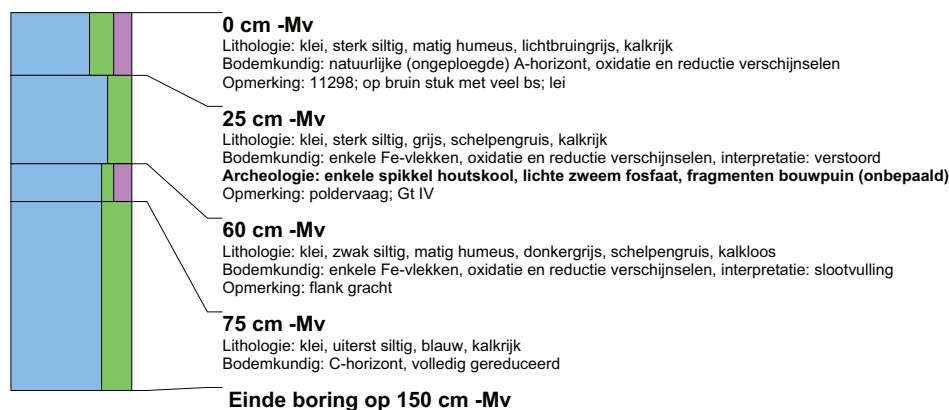 0 cm -Mv
Lithologie: klei, sterk siltig, matig humeus, lichtbruingrijs, kalkrijk
Bodemkundig: natuurlijke (ongeploegde) A-horizont, oxidatie en reductie verschijnselen
Opmerking: 11298; op bruin stuk met veel bs; lei
25 cm -Mv
Lithologie: klei, sterk siltig, grijs, schelpengruis, kalkrijk
Bodemkundig: enkele Fe-vlekken, oxidatie en reductie verschijnselen, interpretatie: verstoord
Archeologie: enkele spikkel houtskool, lichte zweem fosfaat, fragmenten bouwpuin (onbepaald)
Opmerking: poldervaag; Gt IV
60 cm -Mv
Lithologie: klei, zwak siltig, matig humeus, donkergrijs, schelpengruis, kalkloos
Bodemkundig: enkele Fe-vlekken, oxidatie en reductie verschijnselen, interpretatie: slootvulling
Opmerking: flank gracht
75 cm -Mv
Lithologie: klei, uiterst siltig, blauw, kalkrijk
Bodemkundig: C-horizont, volledig gereduceerd
Einde boring op 150 cm -Mv